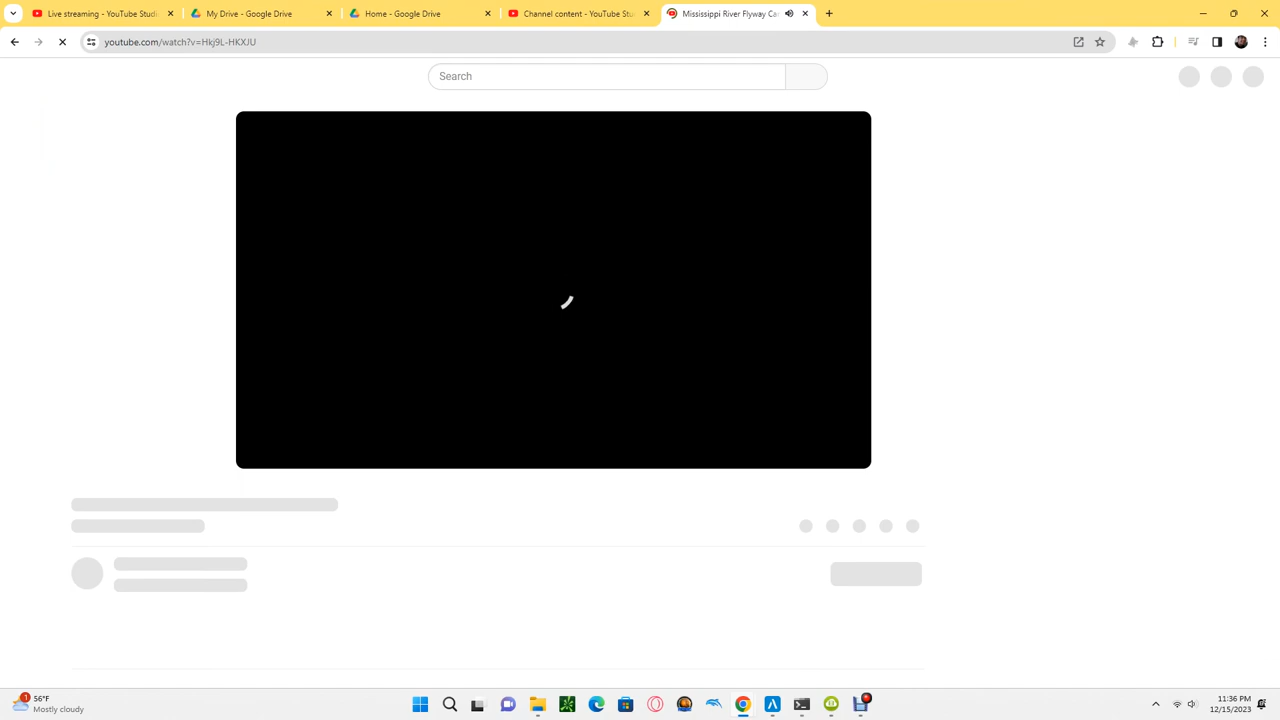 Live streaming - YouTube Studi
My Drive - Google Drive
Home - Google Drive
Channel content - YouTube Stu
Mississippi River Flyway Ca
youtube.com/watch?v=Hkj9L-HKXJU
Search
1
56°F
Mostly cloudy
11:36 PM
12/15/2023